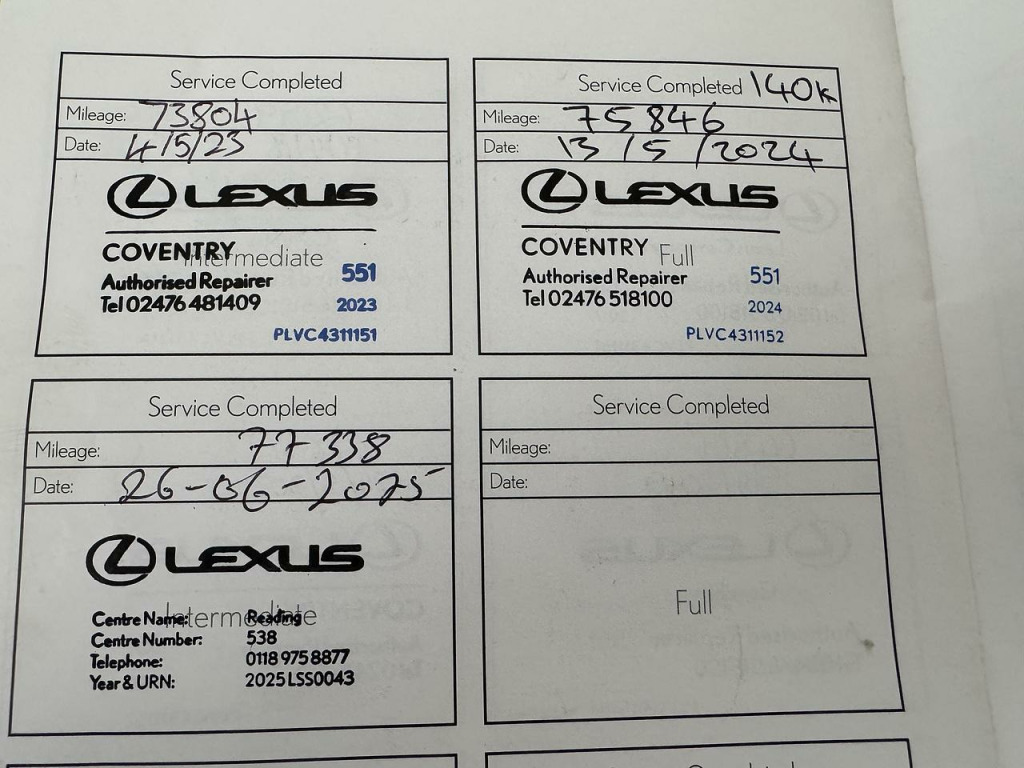 Service Completed
Mileage: 73804
Date: 4/5/23
LEXUS
COVENTRY
Intermediate
Authorised Repairer 551
Tel 02476 481409 2023
PLVC4311151
Service Completed 140k
Mileage: 75846
Date: 13/5/2024
LEXUS
COVENTRY
Full
Authorised Repairer 551
Tel 02476 518100 2024
PLVC4311152
Service Completed
Mileage: 77338
Date: 26-06-2025
LEXUS
Intermediate
Centre Name: Reading
Centre Number: 538
Telephone: 0118 975 8877
Year & URN: 2025 LSS0043
Service Completed
Mileage:
Date:
Full